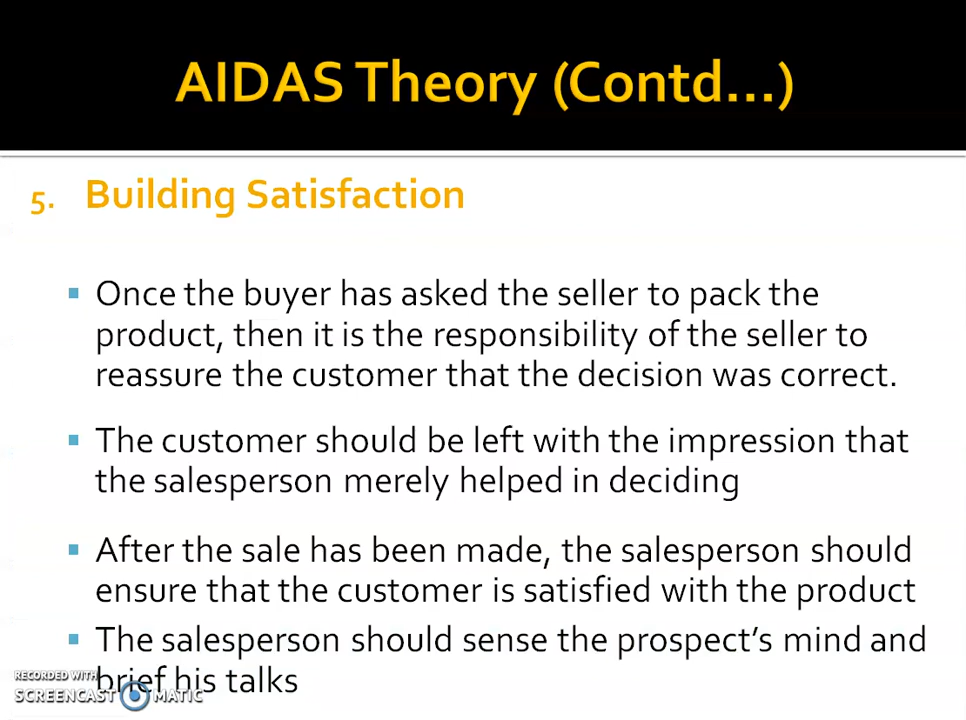 AIDAS Theory (Contd...)
5. Building Satisfaction
▪ Once the buyer has asked the seller to pack the
product, then it is the responsibility of the seller to
reassure the customer that the decision was correct.
▪ The customer should be left with the impression that
the salesperson merely helped in deciding
▪ After the sale has been made, the salesperson should
ensure that the customer is satisfied with the product
▪ The salesperson should sense the prospect's mind and
brief his talks
RECORDED WITH
SCREENCAST MATIC